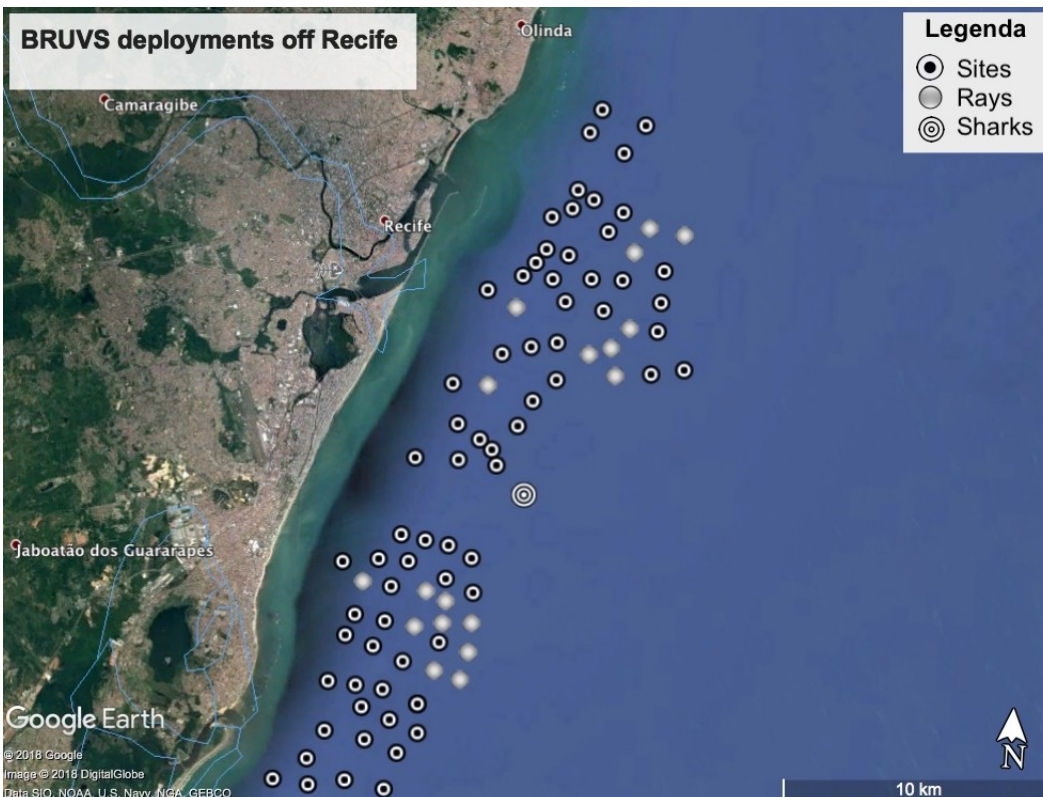 BRUVS deployments off Recife
Olinda
Camaragibe
Recife
Jaboatão dos Guararapes
Legenda
Sites
Rays
Sharks
Google Earth
© 2018 Google
Image © 2018 DigitalGlobe
Data SIO, NOAA, U.S. Navy, NGA, GEBCO
N
10 km